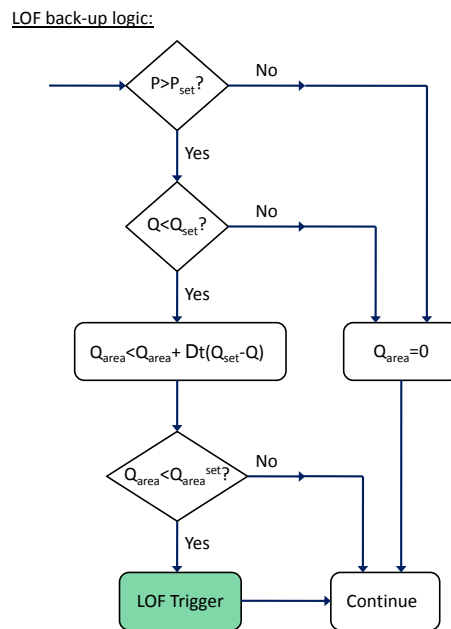 LOF back-up logic:
P>Pset?
No
Yes
Q<Qset?
No
Yes
Qarea<Qarea+ Dt(Qset-Q)
Qarea=0
Qarea<Qareaset?
No
Yes
LOF Trigger
Continue